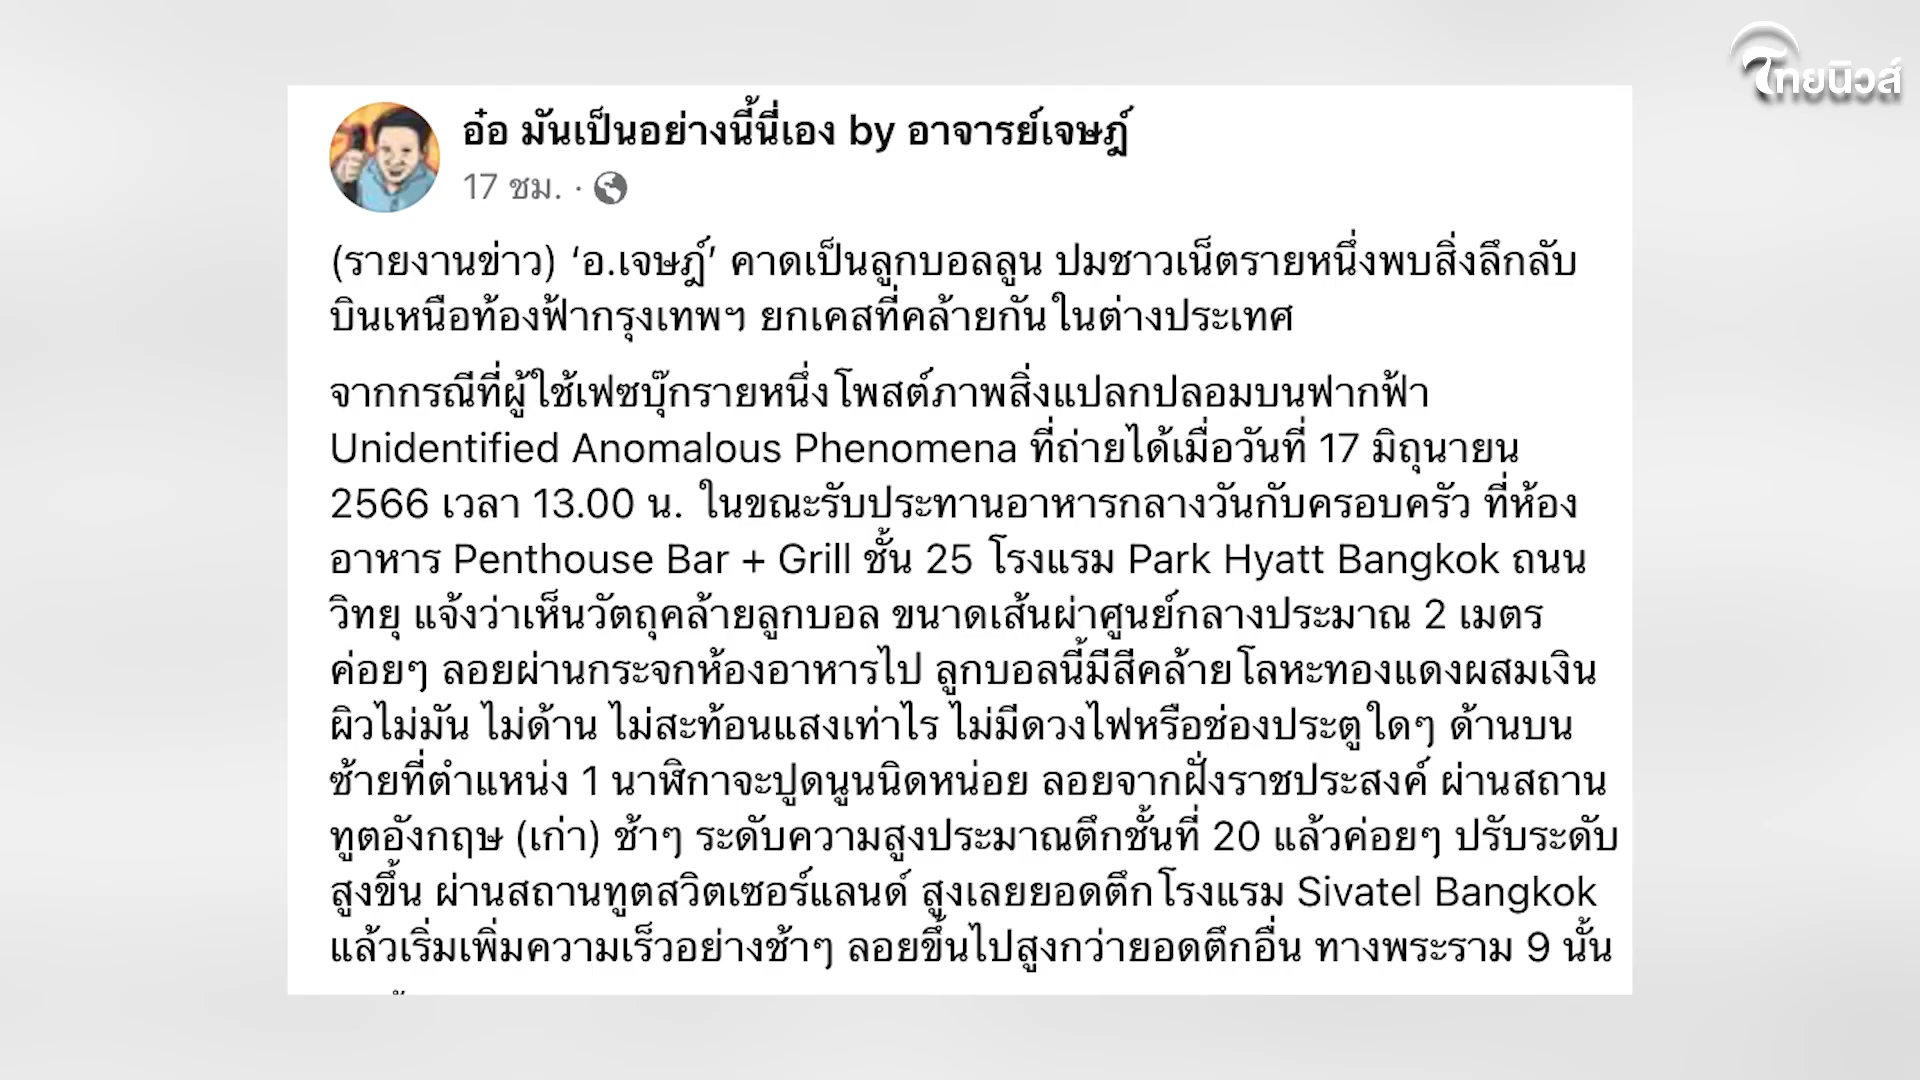 ไทยนิวส์
อ๋อ มันเป็นอย่างนี้นี่เอง by อาจารย์เจษฎ์
17 ชม. ·
(รายงานข่าว) ‘อ.เจษฎ์’ คาดเป็นลูกบอลลูน ปมชาวเน็ตรายหนึ่งพบสิ่งลึกลับ
บินเหนือท้องฟ้ากรุงเทพฯ ยกเคสที่คล้ายกันในต่างประเทศ
จากกรณีที่ผู้ใช้เฟซบุ๊กรายหนึ่งโพสต์ภาพสิ่งแปลกปลอมบนฟากฟ้า
Unidentified Anomalous Phenomena ที่ถ่ายได้เมื่อวันที่ 17 มิถุนายน
2566 เวลา 13.00 น. ในขณะรับประทานอาหารกลางวันกับครอบครัว ที่ห้อง
อาหาร Penthouse Bar + Grill ชั้น 25 โรงแรม Park Hyatt Bangkok ถนน
วิทยุ แจ้งว่าเห็นวัตถุคล้ายลูกบอล ขนาดเส้นผ่าศูนย์กลางประมาณ 2 เมตร
ค่อยๆ ลอยผ่านกระจกห้องอาหารไป ลูกบอลนี้มีสีคล้ายโลหะทองแดงผสมเงิน
ผิวไม่มัน ไม่ด้าน ไม่สะท้อนแสงเท่าไร ไม่มีดวงไฟหรือช่องประตูใดๆ ด้านบน
ซ้ายที่ตำแหน่ง 1 นาฬิกาจะปูดนูนนิดหน่อย ลอยจากฝั่งราชประสงค์ ผ่านสถาน
ทูตอังกฤษ (เก่า) ช้าๆ ระดับความสูงประมาณตึกชั้นที่ 20 แล้วค่อยๆ ปรับระดับ
สูงขึ้น ผ่านสถานทูตสวิตเซอร์แลนด์ สูงเลยยอดตึกโรงแรม Sivatel Bangkok
แล้วเริ่มเพิ่มความเร็วอย่างช้าๆ ลอยขึ้นไปสูงกว่ายอดตึกอื่น ทางพระราม 9 นั้น